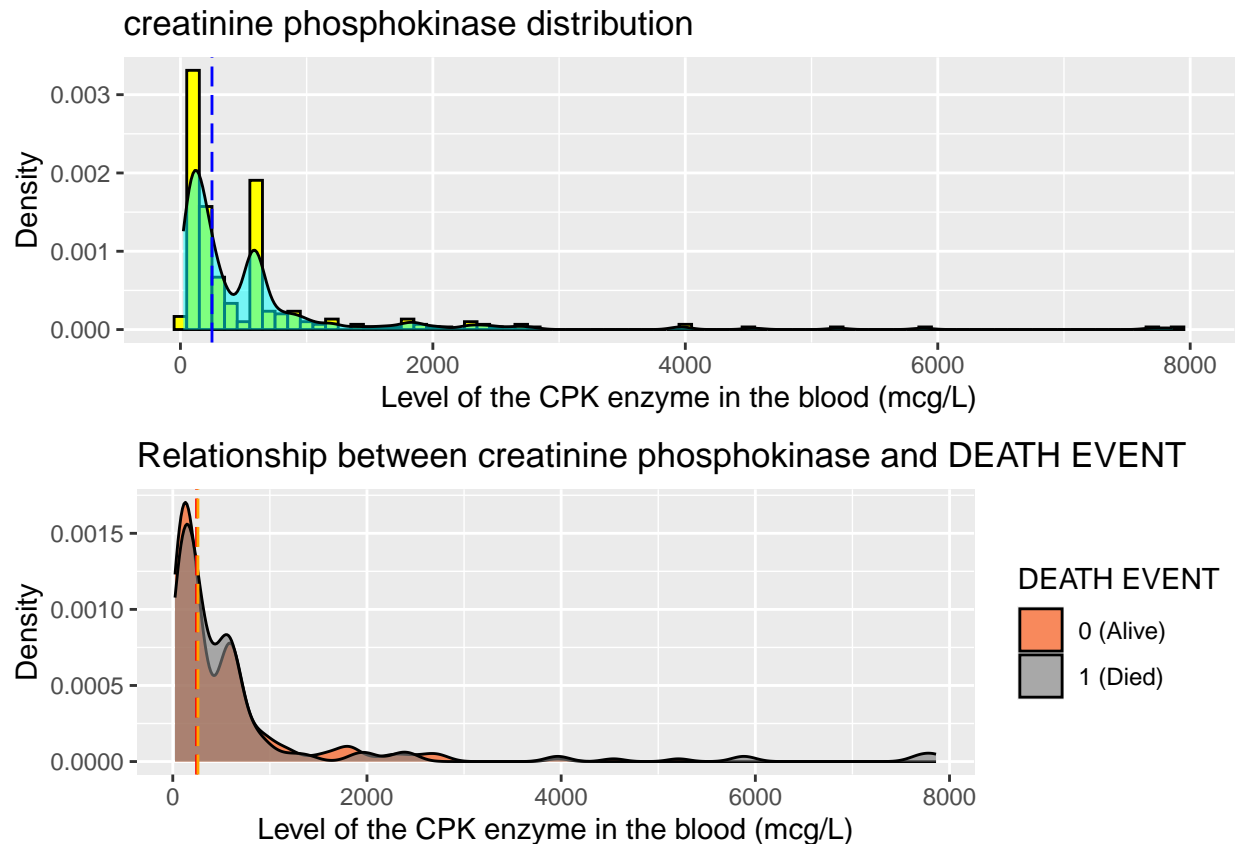 creatinine phosphokinase distribution
0.003
0.002
0.001
0.000
Density
0 2000 4000 6000 8000
Level of the CPK enzyme in the blood (mcg/L)
Relationship between creatinine phosphokinase and DEATH EVENT
0.0015
0.0010
0.0005
0.0000
Density
0 2000 4000 6000 8000
Level of the CPK enzyme in the blood (mcg/L)
DEATH EVENT
0 (Alive)
1 (Died)